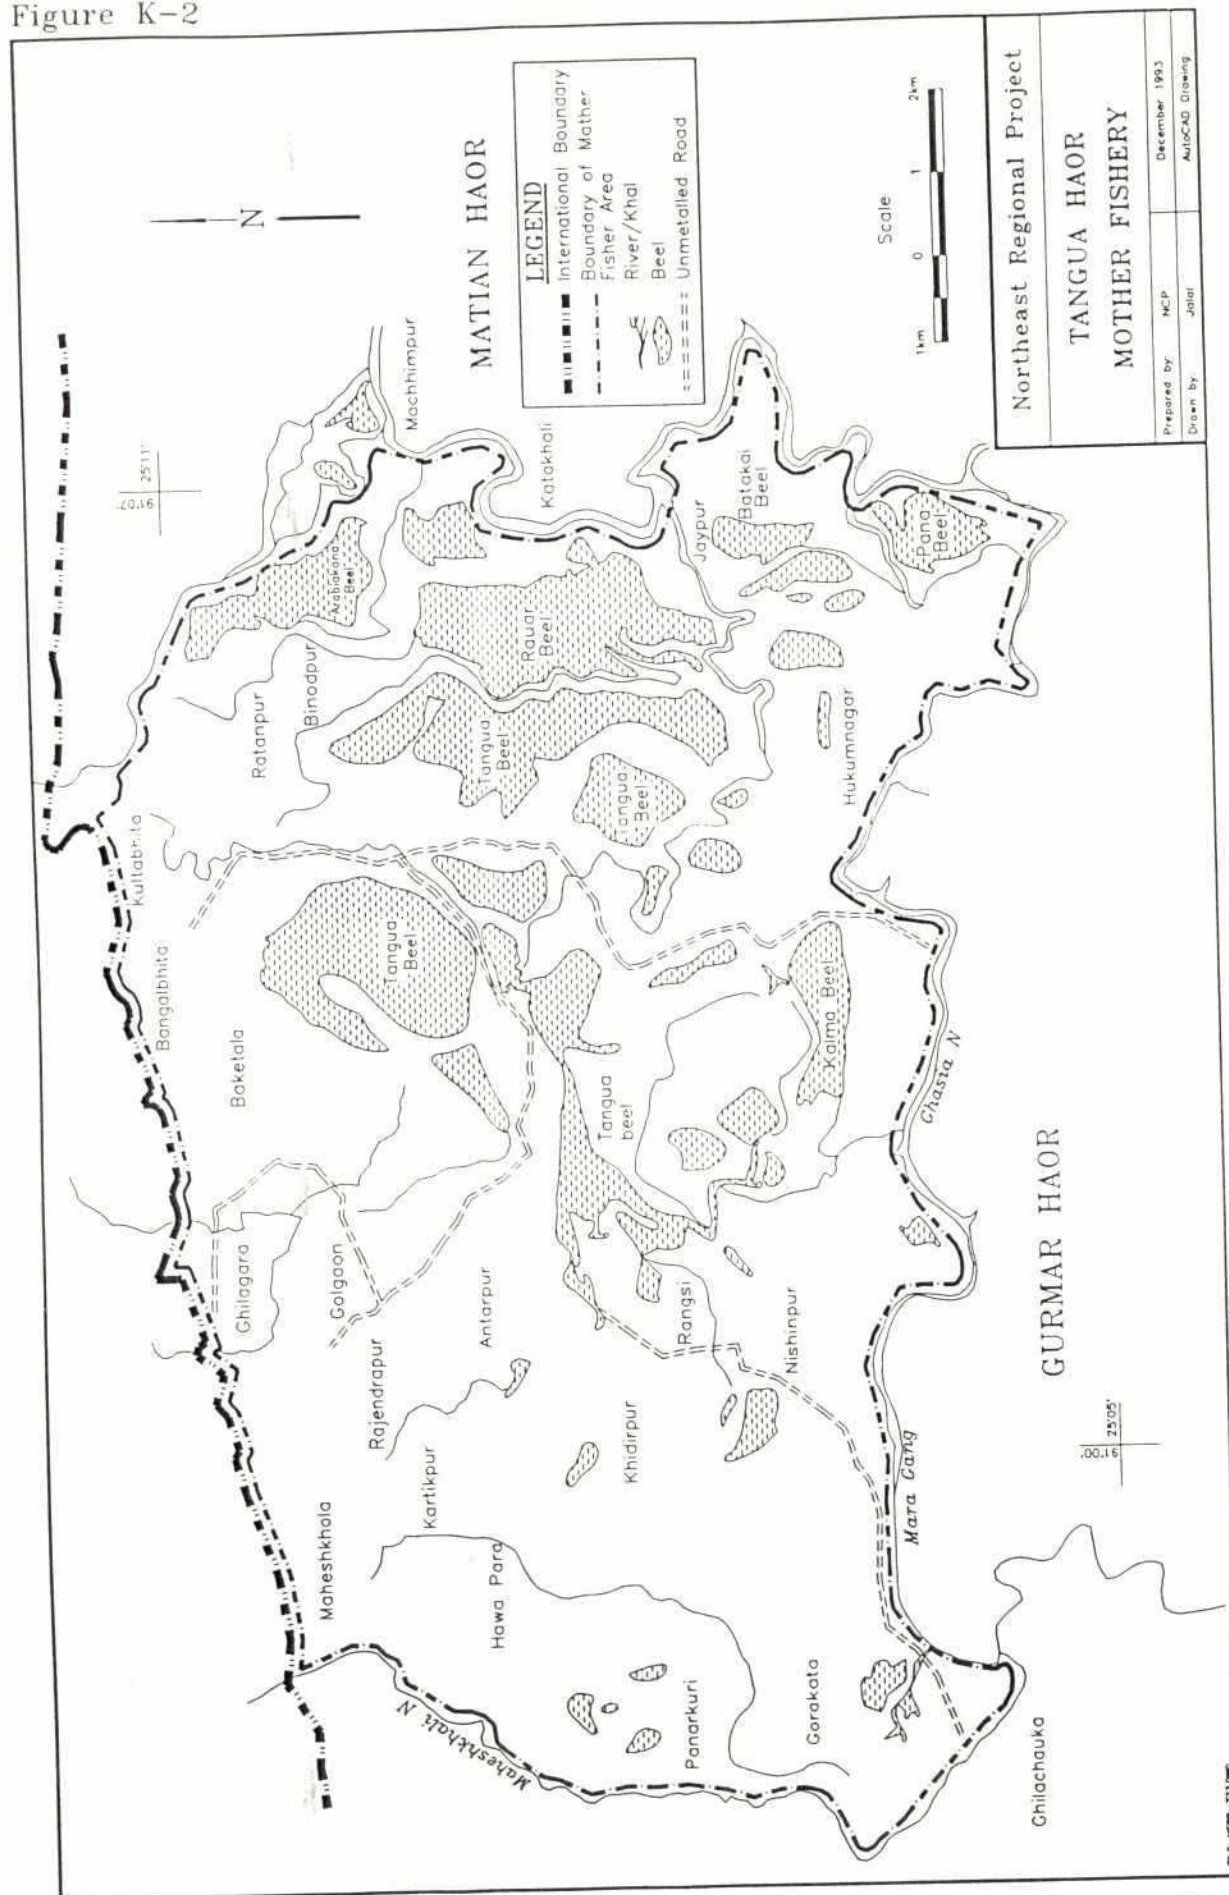 Figure K-2
N
91°07'
25°11'
MATIAN HAOR
LEGEND
International Boundary
Boundary of Mather
Fisher Area
River/Khal
Beel
Unmetalled Road
Scale
1km
0
1
2km
Northeast Regional Project
TANGUA HAOR
MOTHER FISHERY
Prepared by: NCP
December 1993
Drawn by: Jalal
AutoCAD Drawing
Machhimpur
Katakhali
Arabiakona
Beel
Ratanpur
Binodpur
Rauar
Beel
Jaypur
Batakai
Beel
Pana
Beel
Tangua
Beel
Tangua
Beel
Hukumnagar
Kultabhita
Bangalbhita
Baketala
Tangua
Beel
Tangua
beel
Kalma Beel
Chasia N
Ghilagara
Golgaon
Rajendrapur
Antarpur
Rangsi
Nishinpur
GURMAR HAOR
Maheshkhola
Kartikpur
Khidirpur
Mara Gang
91°00'
25°05'
Hawa Para
Maheshkhali N
Panarkuri
Gorakata
Ghilachauka